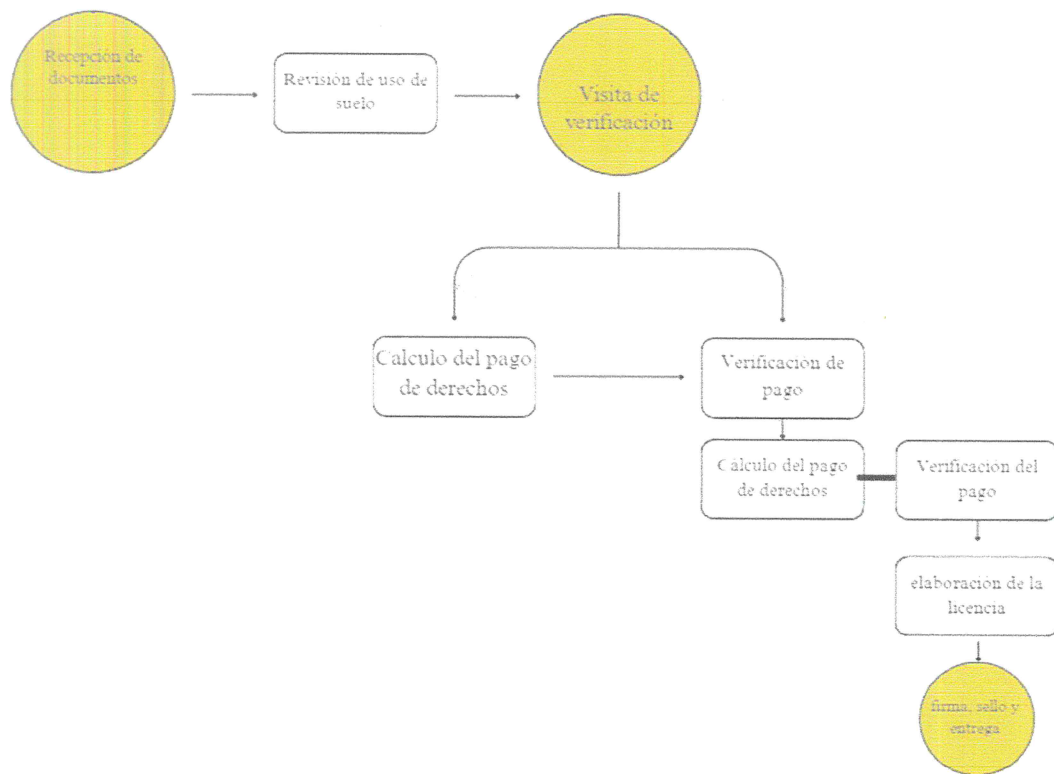 Recepción de
documentos
Revisión de uso de
suelo
Visita de
verificación
Calculo del pago
de derechos
Verificación de
pago
Cálculo del pago
de derechos
Verificación del
pago
elaboración de la
licencia
firma, sello y
entrega